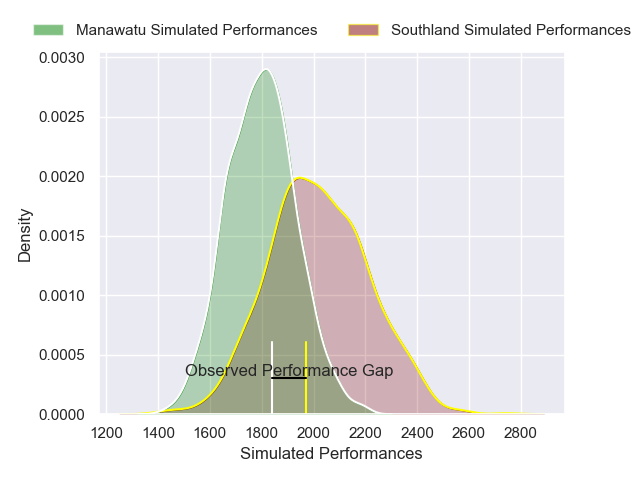 Manawatu Simulated Performances
Southland Simulated Performances
0.0030
0.0025
0.0020
0.0015
0.0010
0.0005
0.0000
Density
Observed Performance Gap
1200 1400 1600 1800 2000 2200 2400 2600 2800
Simulated Performances